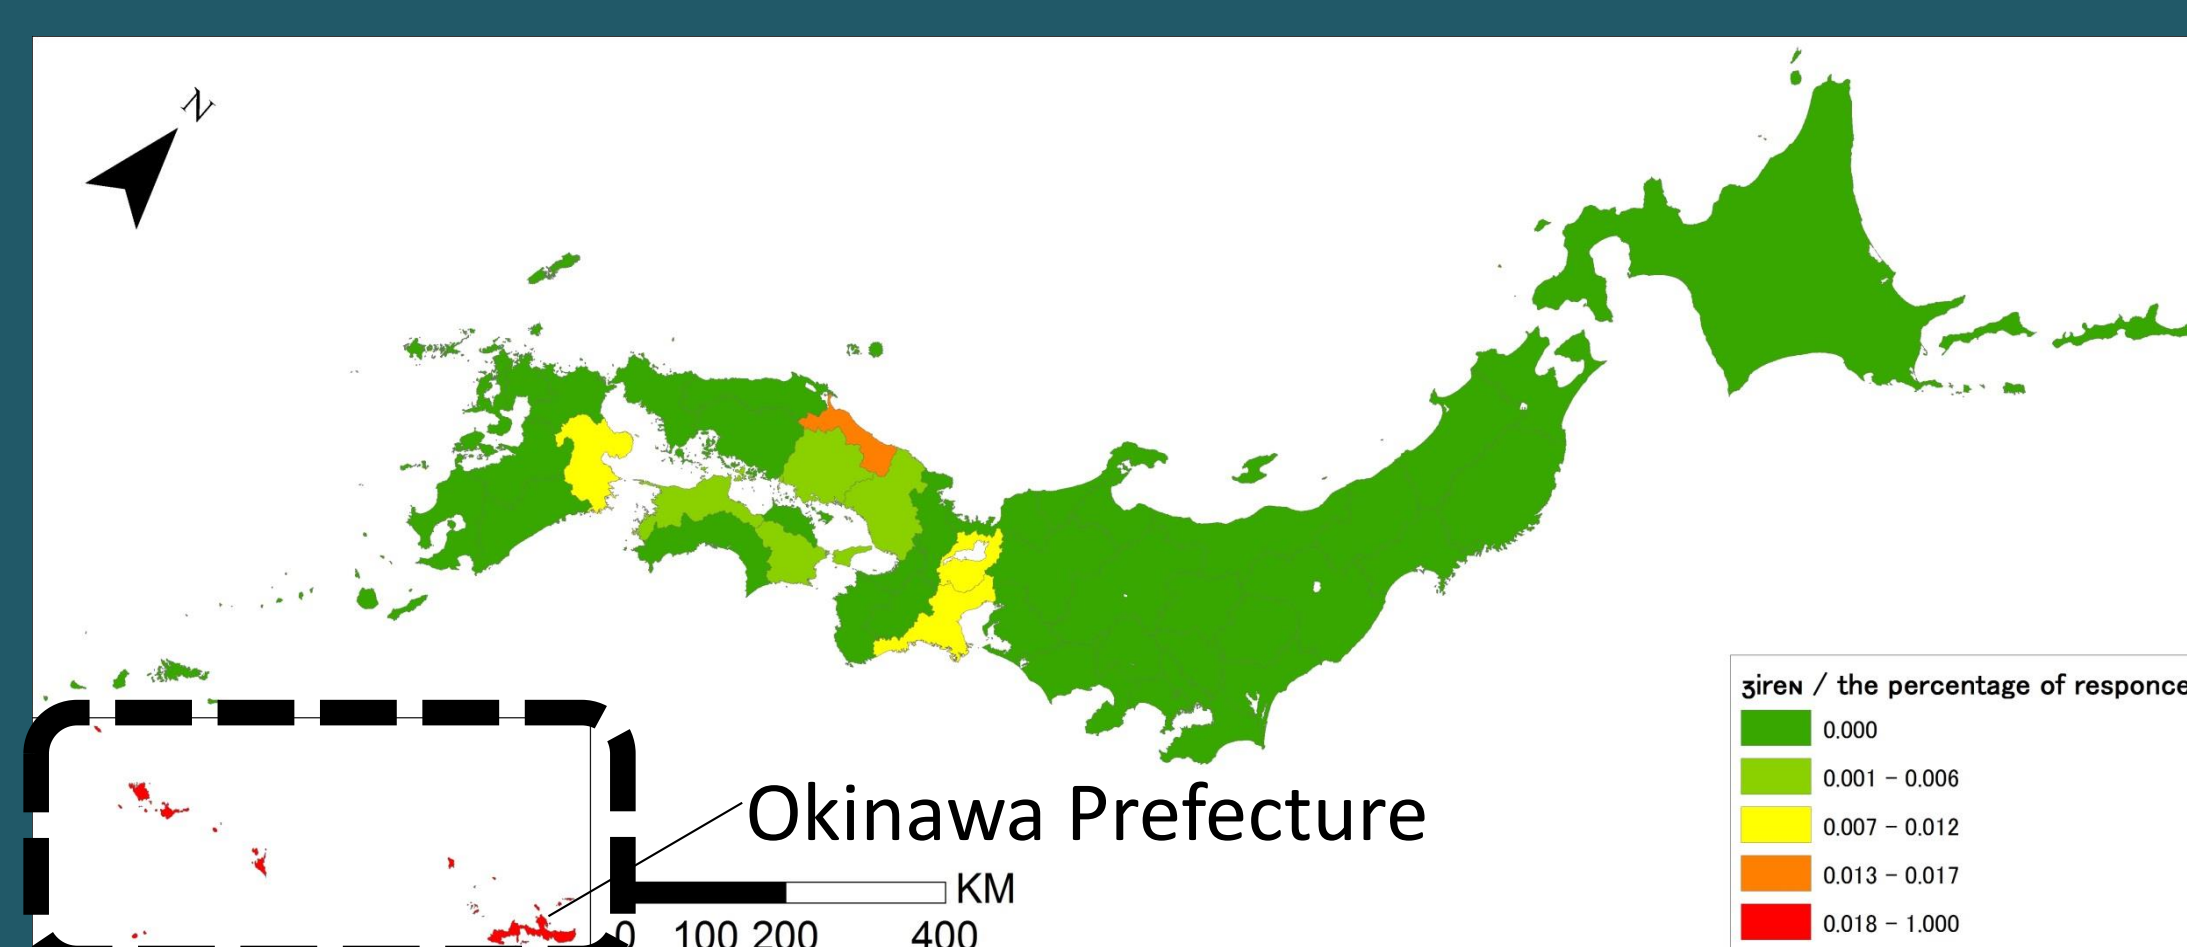 N
ʒireɴ / the percentage of responce
0.000
0.001 – 0.006
0.007 – 0.012
0.013 – 0.017
0.018 – 1.000
Okinawa Prefecture
KM
0 100 200 400